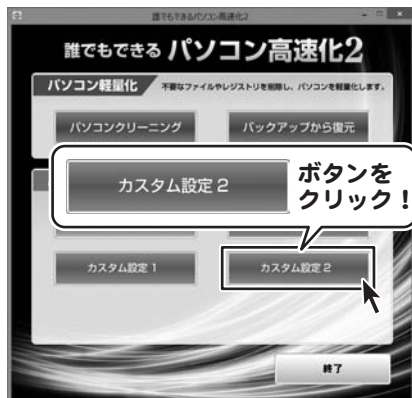 誰でもできるパソコン高速化2
誰でもできる パソコン高速化2
パソコン軽量化
不要なファイルやレジストリを削除し、パソコンを軽量化します。
パソコンクリーニング
バックアップから復元
カスタム設定 2
ボタンを
クリック！
カスタム設定 1
カスタム設定 2
終了